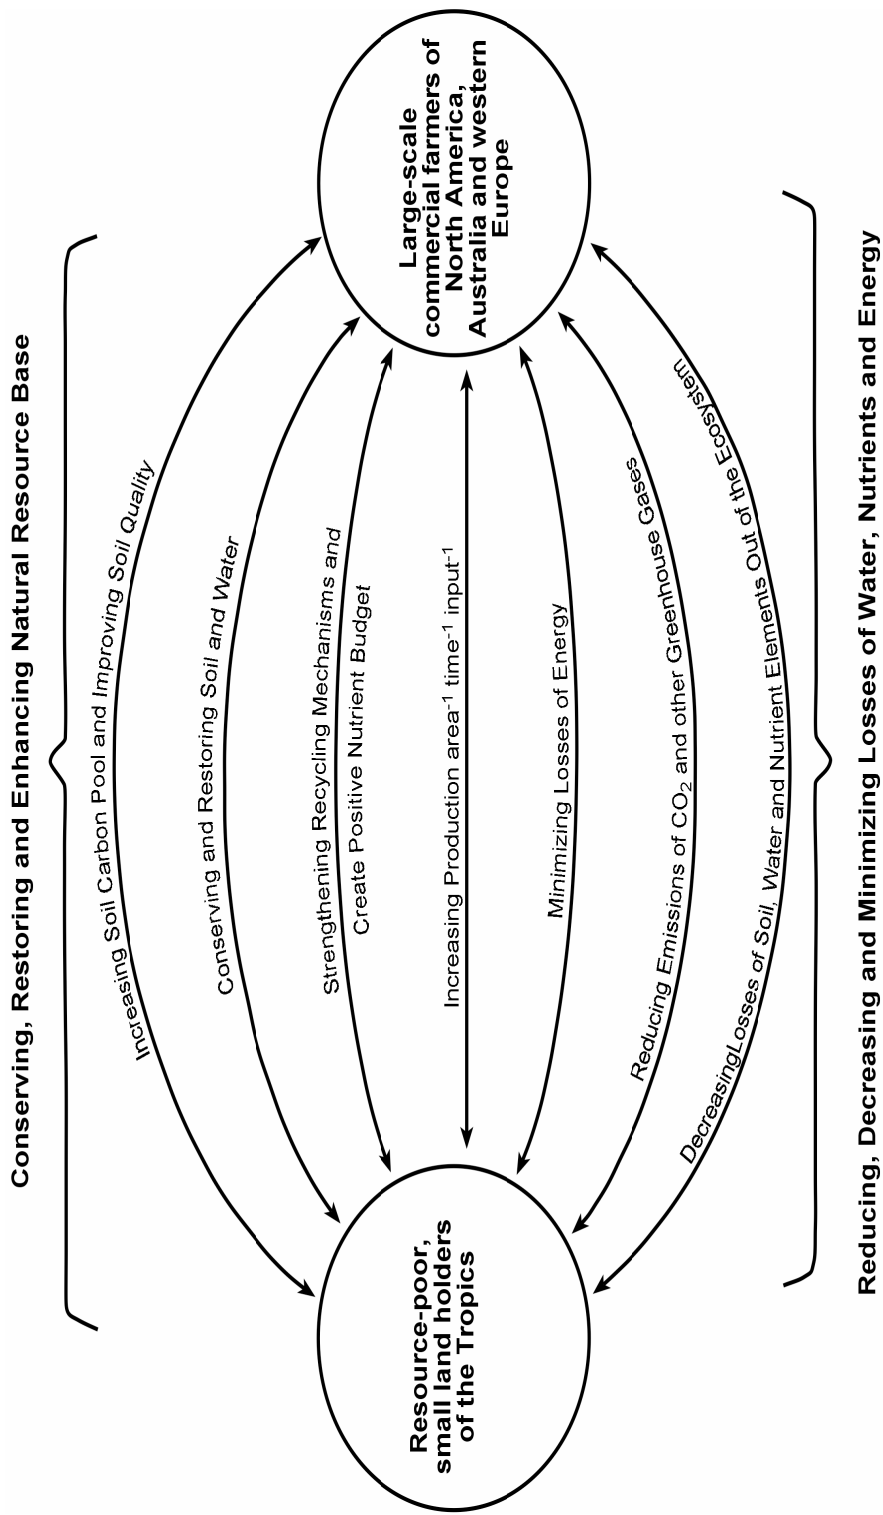 Conserving, Restoring and Enhancing Natural Resource Base
Increasing Soil Carbon Pool and Improving Soil Quality
Conserving and Restoring Soil and Water
Strengthening Recycling Mechanisms and
Create Positive Nutrient Budget
Resource-poor,
small land holders
of the Tropics
Increasing Production area⁻¹ time⁻¹ input⁻¹
Large-scale
commercial farmers of
North America,
Australia and western
Europe
Minimizing Losses of Energy
Reducing Emissions of CO₂ and other Greenhouse Gases
DecreasingLosses of Soil, Water and Nutrient Elements Out of the Ecosystem
Reducing, Decreasing and Minimizing Losses of Water, Nutrients and Energy